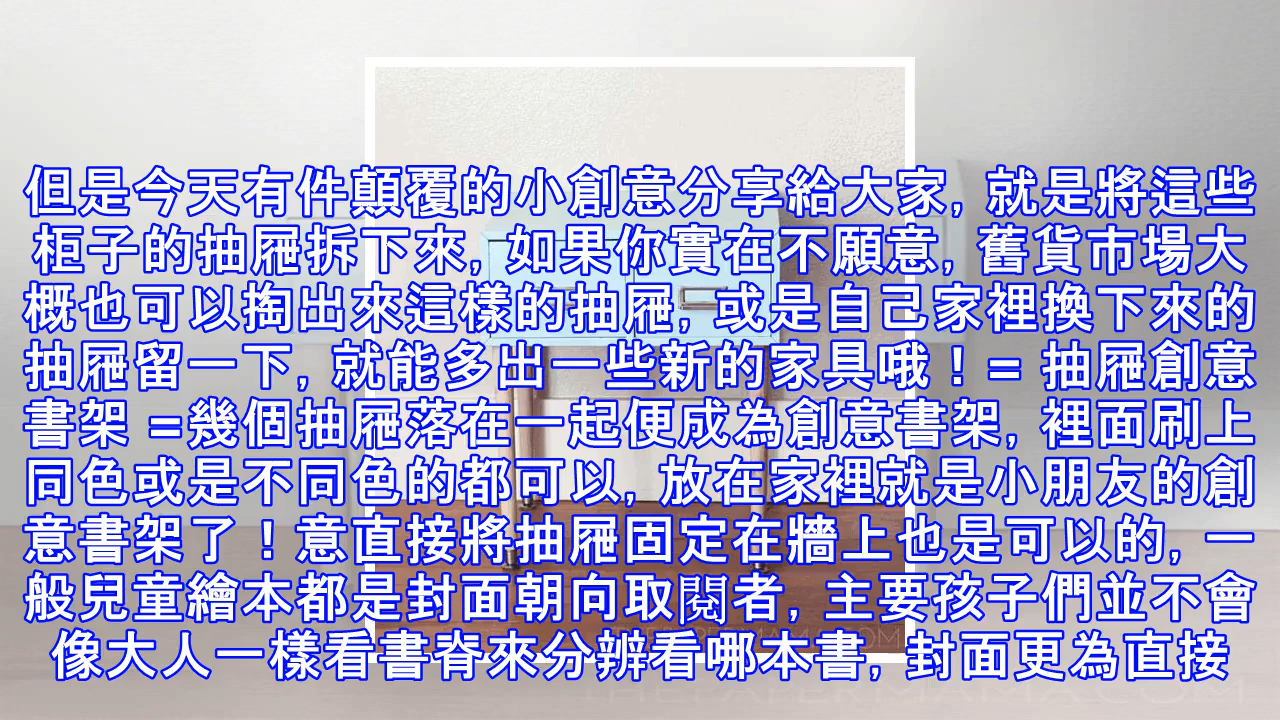 但是今天有件顛覆的小創意分享給大家, 就是將這些
柜子的抽屜拆下來, 如果你實在不願意, 舊貨市場大
概也可以掏出來這樣的抽屜, 或是自己家裡換下來的
抽屜留一下, 就能多出一些新的家具哦！= 抽屜創意
書架 =幾個抽屜落在一起便成為創意書架, 裡面刷上
同色或是不同色的都可以, 放在家裡就是小朋友的創
意書架了！意直接將抽屜固定在牆上也是可以的, 一
般兒童繪本都是封面朝向取閱者, 主要孩子們並不會
像大人一樣看書脊來分辨看哪本書, 封面更為直接